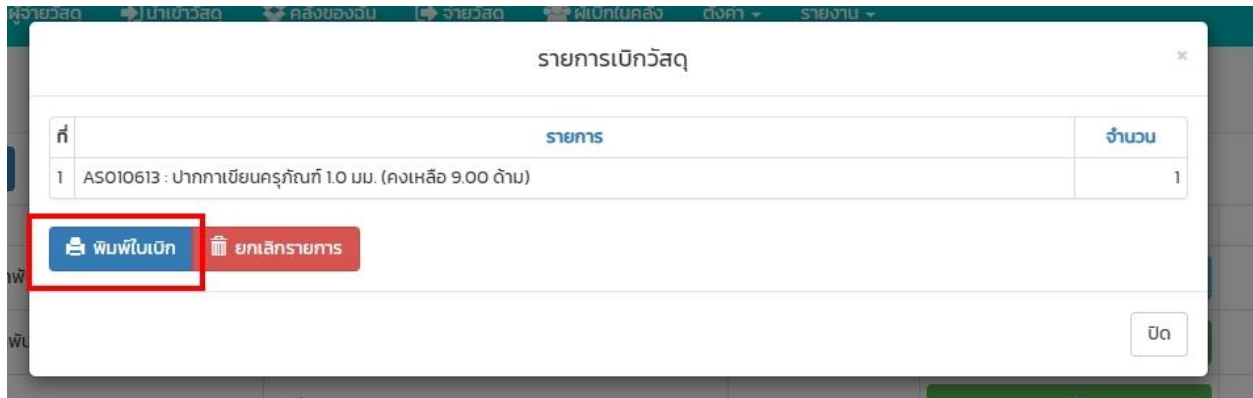 ผู้จ่ายวัสดุ นำเข้าวัสดุ คลังของฉัน จ่ายวัสดุ ผู้เบิกในคลัง ตั้งค่า รายงาน
รายการเบิกวัสดุ
×
ที่ รายการ จำนวน
1 AS010613 : ปากกาเขียนครุภัณฑ์ 1.0 มม. (คงเหลือ 9.00 ด้าม) 1
พิมพ์ใบเบิก ยกเลิกรายการ
ปิด